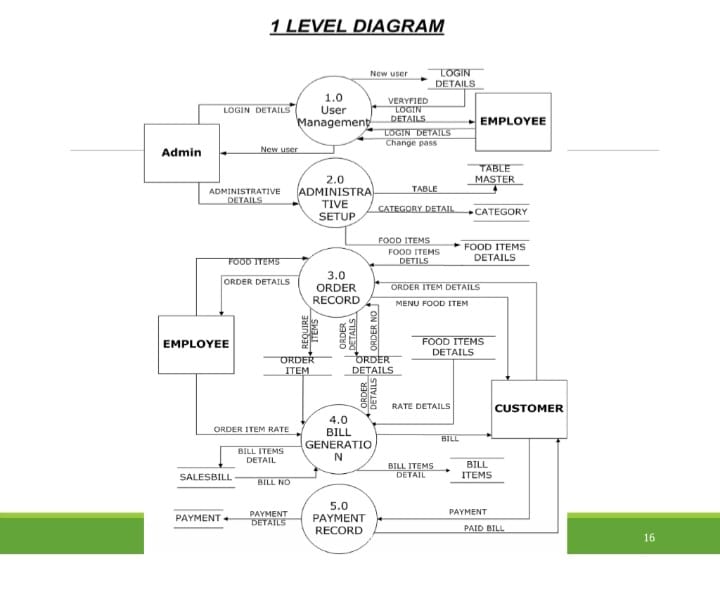 1 LEVEL DIAGRAM
New user
LOGIN
DETAILS
1.0
User
Management
LOGIN DETAILS
VERYFIED
LOGIN
DETAILS
EMPLOYEE
LOGIN DETAILS
Change pass
Admin
New user
2.0
ADMINISTRA
TIVE
SETUP
ADMINISTRATIVE
DETAILS
TABLE
TABLE
MASTER
CATEGORY DETAIL
CATEGORY
FOOD ITEMS
FOOD ITEMS
DETILS
FOOD ITEMS
DETAILS
FOOD ITEMS
ORDER DETAILS
3.0
ORDER
RECORD
ORDER ITEM DETAILS
MENU FOOD ITEM
EMPLOYEE
REQUIRE
ITEMS
ORDER
DETAILS
ORDER NO
FOOD ITEMS
DETAILS
ORDER
ITEM
ORDER
DETAILS
ORDER
DETAILS
RATE DETAILS
CUSTOMER
4.0
BILL
GENERATIO
N
ORDER ITEM RATE
BILL
BILL ITEMS
DETAIL
SALESBILL
BILL NO
BILL ITEMS
DETAIL
BILL
ITEMS
5.0
PAYMENT
RECORD
PAYMENT
PAYMENT
DETAILS
PAYMENT
PAID BILL
16